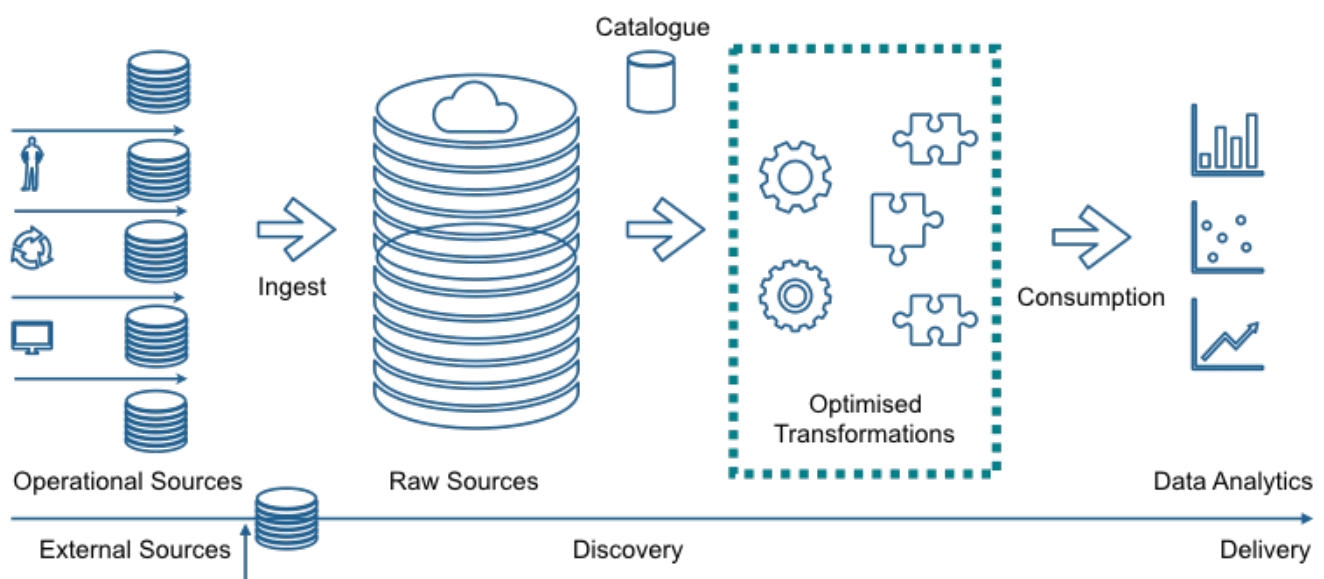 Catalogue
Ingest
Consumption
Optimised
Transformations
Operational Sources
Raw Sources
Data Analytics
External Sources
Discovery
Delivery